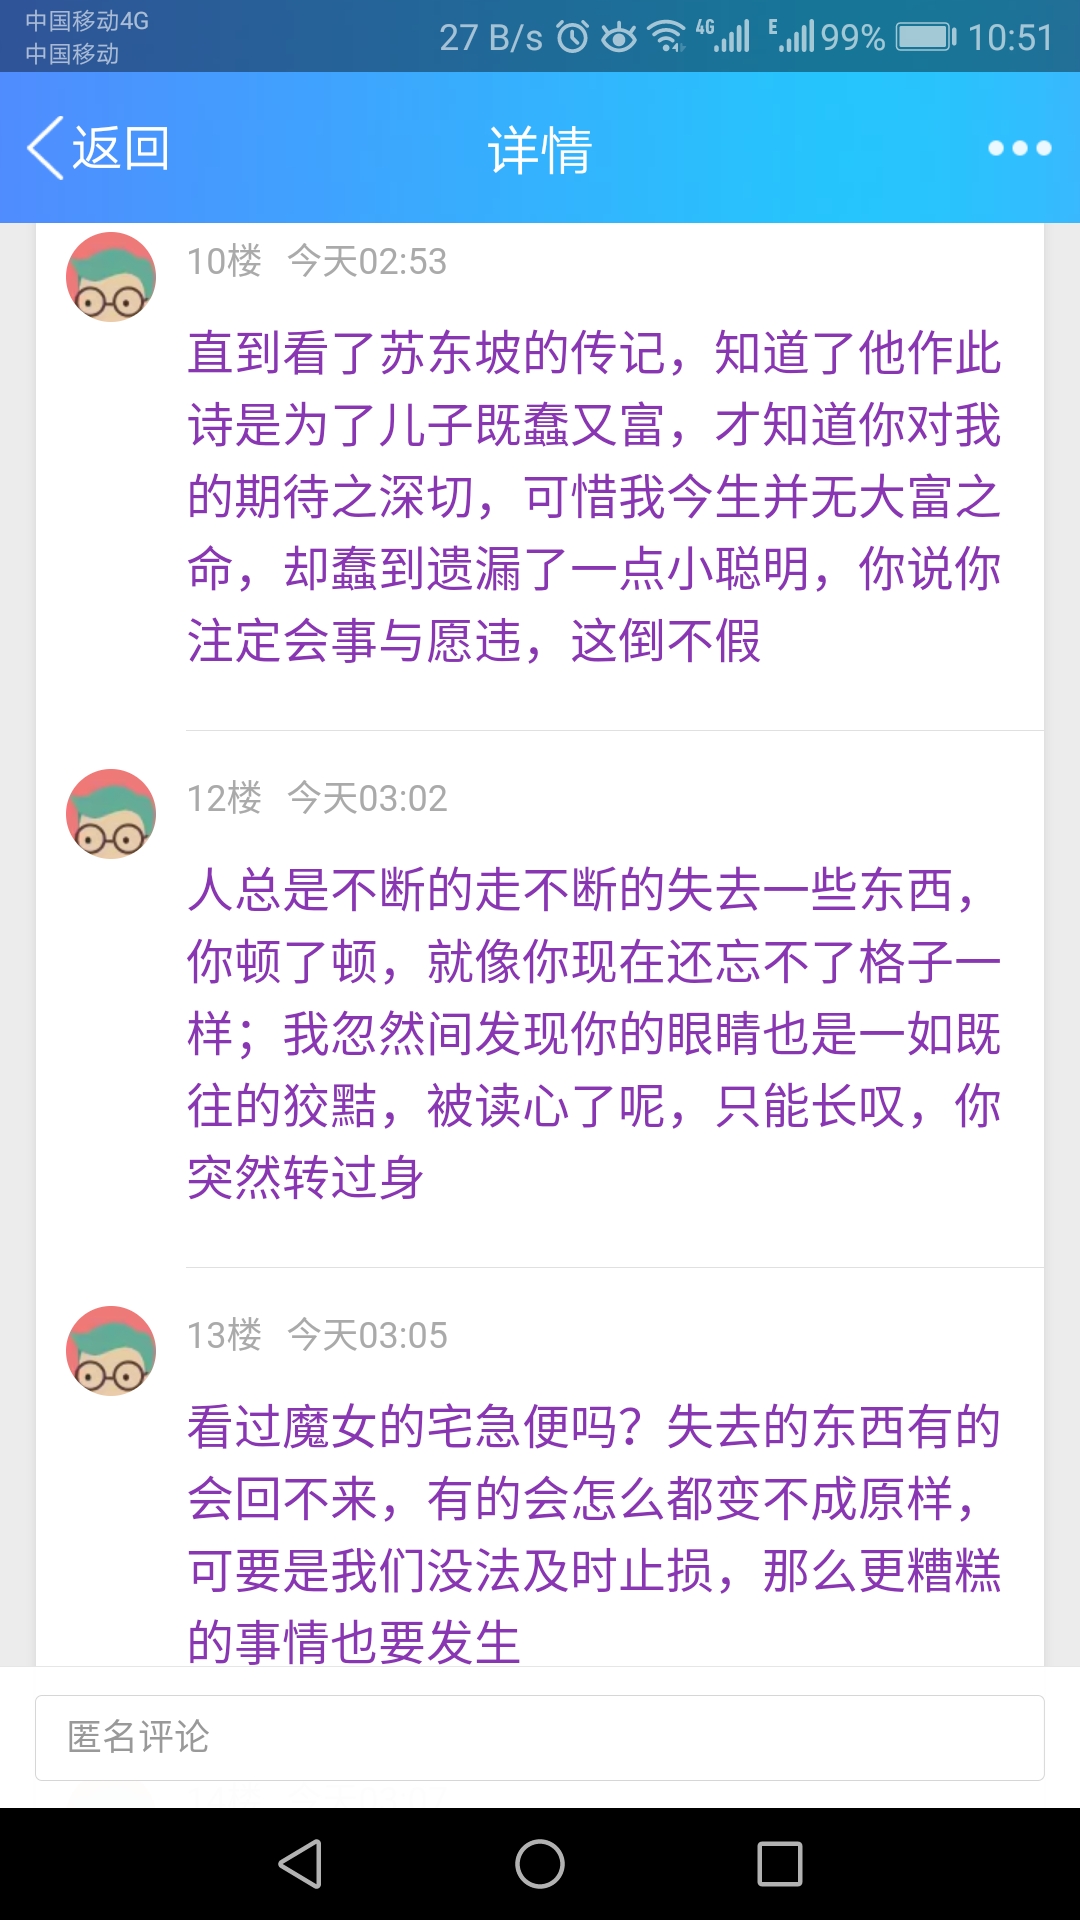 中国移动4G
中国移动
27 B/s 4G E 99% 10:51
返回 详情
10楼 今天02:53
直到看了苏东坡的传记，知道了他作此
诗是为了儿子既蠢又富，才知道你对我
的期待之深切，可惜我今生并无大富之
命，却蠢到遗漏了一点小聪明，你说你
注定会事与愿违，这倒不假
12楼 今天03:02
人总是不断的走不断的失去一些东西，
你顿了顿，就像你现在还忘不了格子一
样；我忽然间发现你的眼睛也是一如既
往的狡黠，被读心了呢，只能长叹，你
突然转过身
13楼 今天03:05
看过魔女的宅急便吗？失去的东西有的
会回不来，有的会怎么都变不成原样，
可要是我们没法及时止损，那么更糟糕
的事情也要发生
匿名评论
14楼 今天03:07